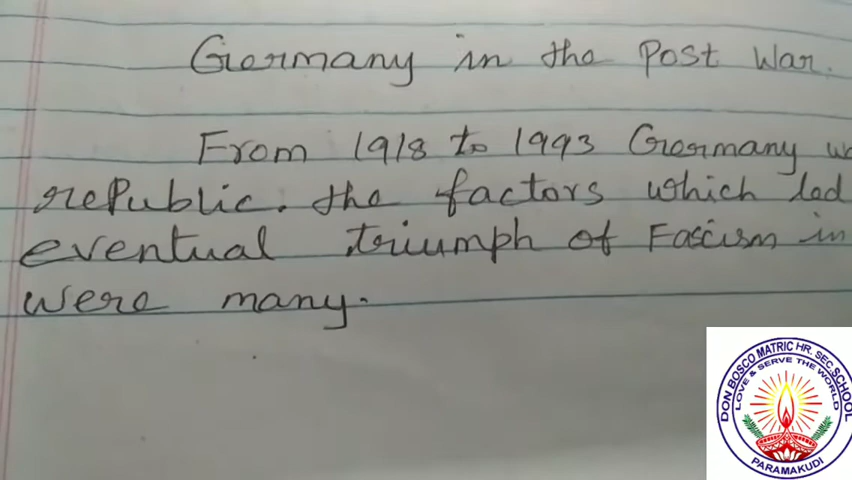 Germany in the Post War.
From 1918 to 1993 Germany
republic. the factors which led
eventual triumph of Fascism in
were many.
DON BOSCO MATRIC HR. SEC. SCHOOL
LOVE & SERVE THE WORLD
PARAMAKUDI